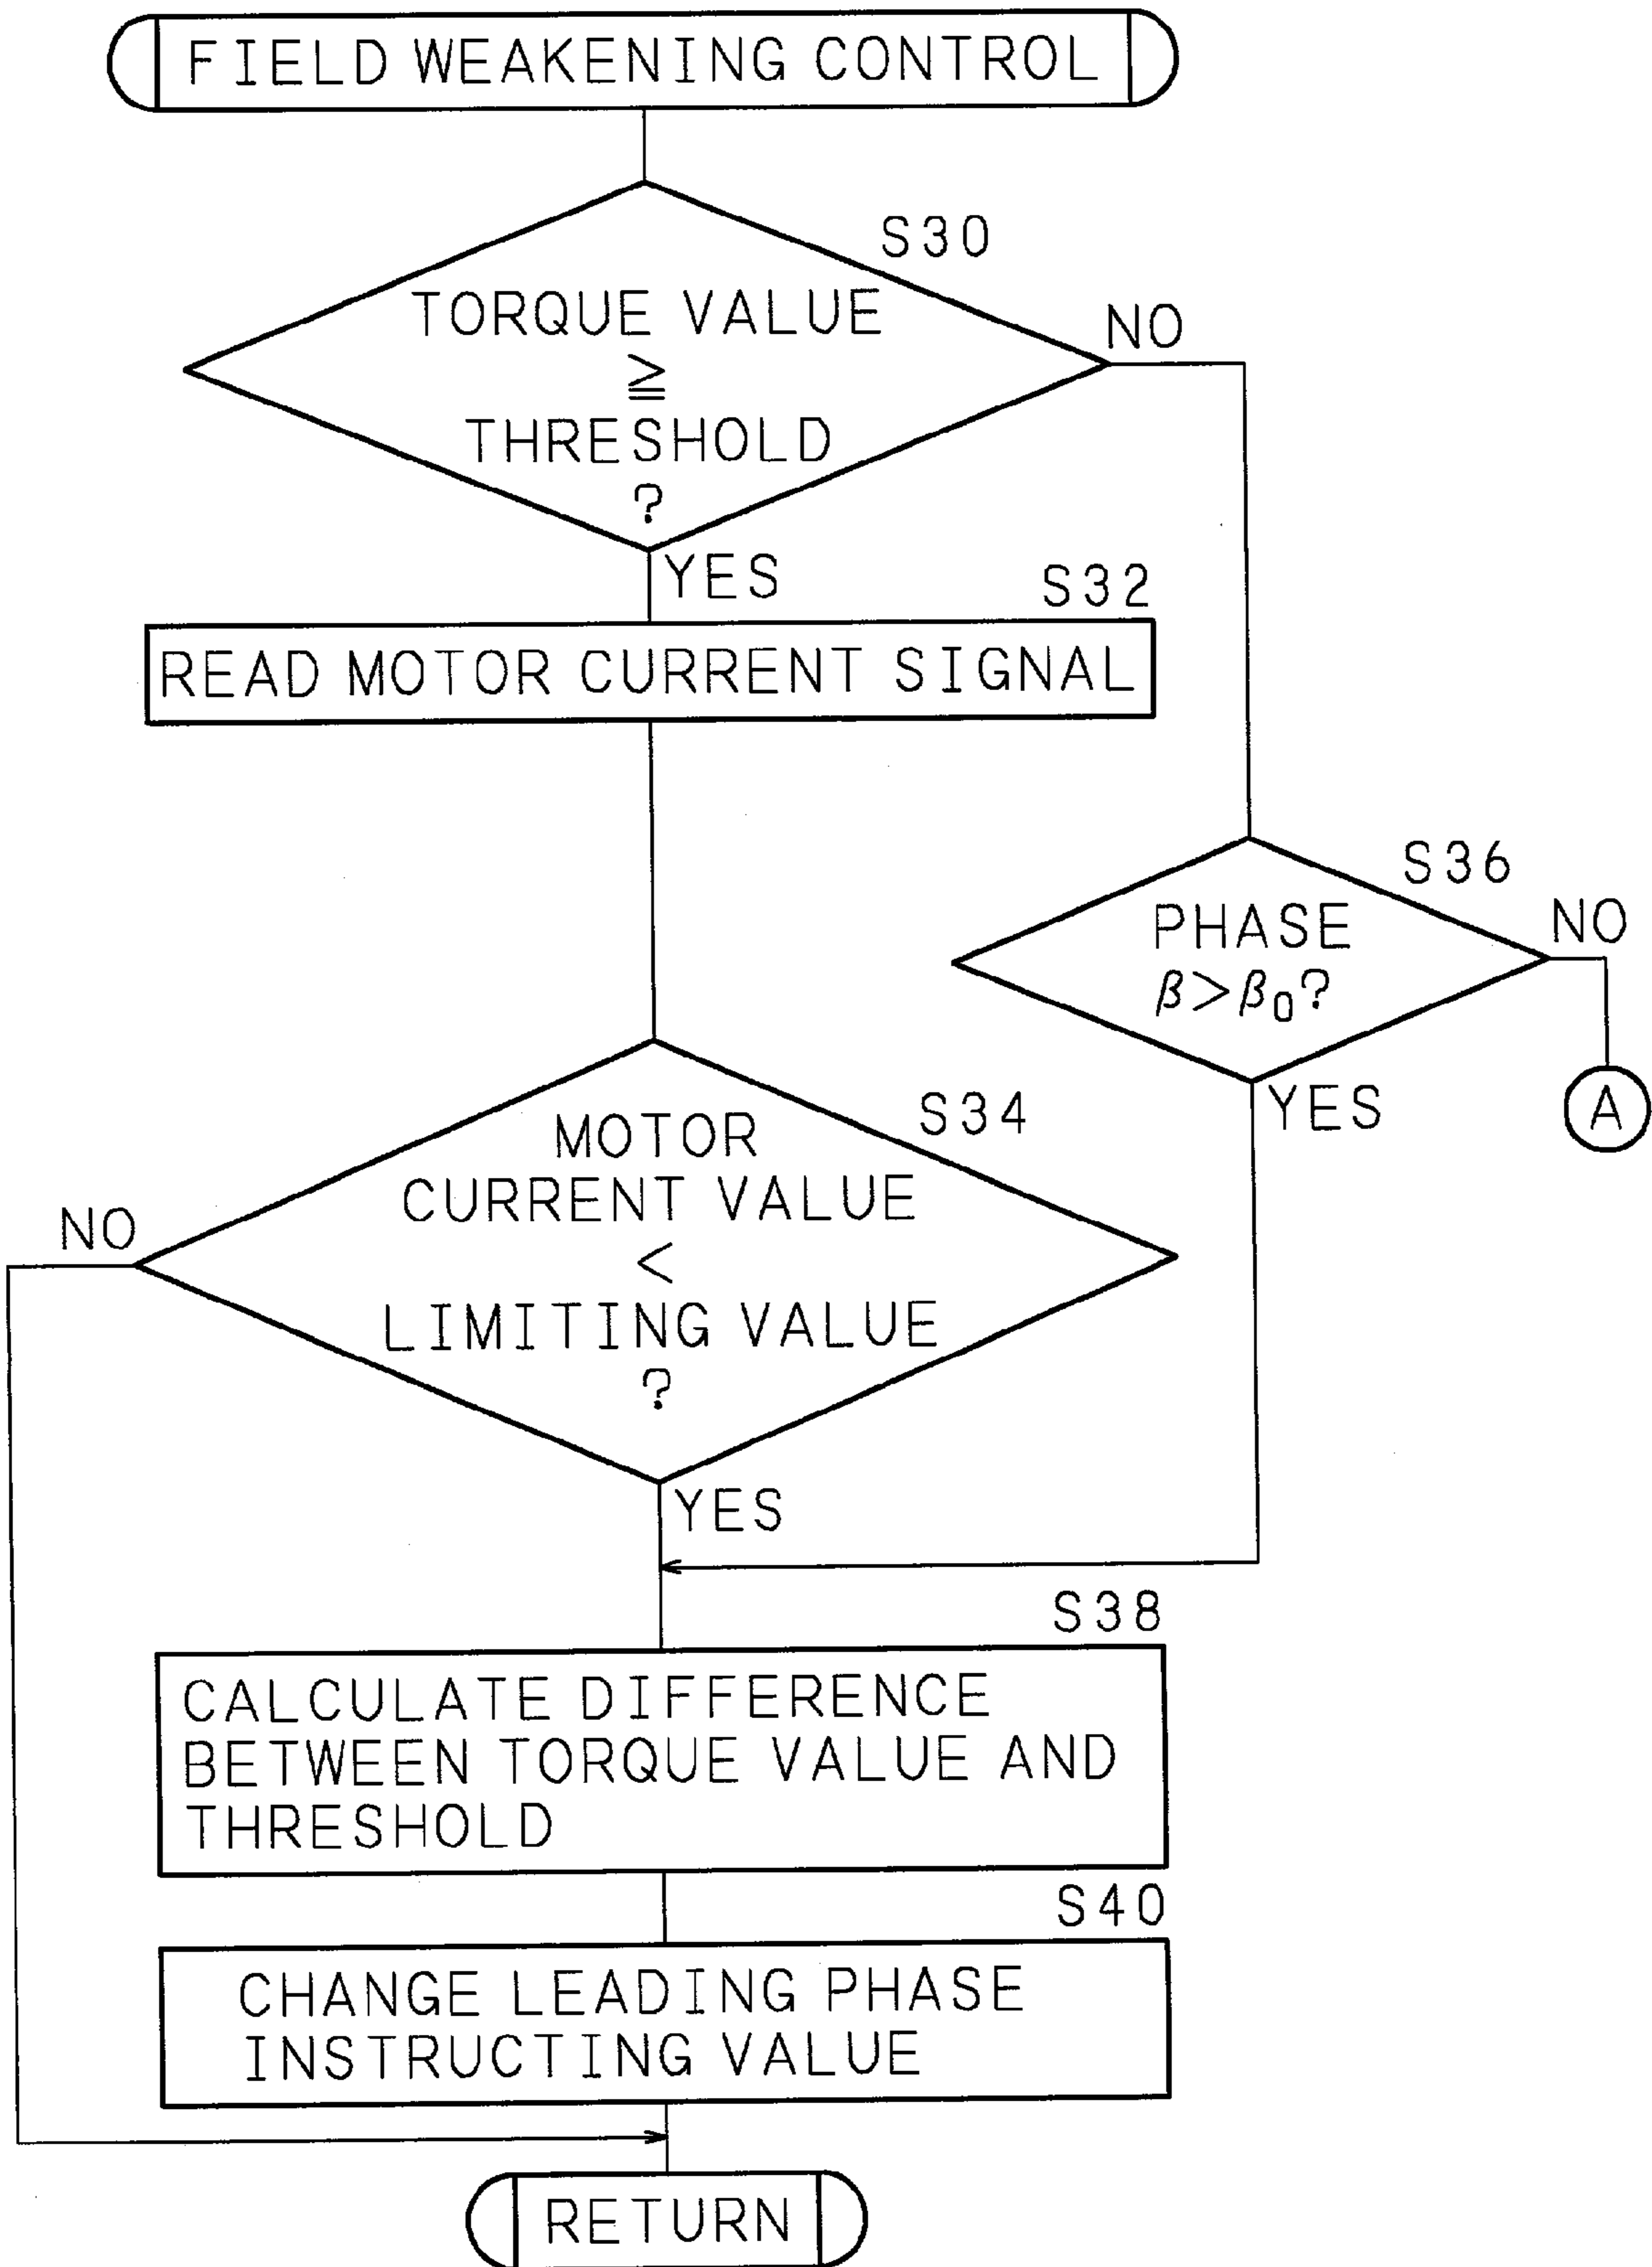 FIELD WEAKENING CONTROL
S30
TORQUE VALUE
≧
THRESHOLD
?
NO
YES
S32
READ MOTOR CURRENT SIGNAL
S36
PHASE
β>β₀?
NO
YES
A
S34
MOTOR
CURRENT VALUE
<
LIMITING VALUE
?
NO
YES
S38
CALCULATE DIFFERENCE
BETWEEN TORQUE VALUE AND
THRESHOLD
S40
CHANGE LEADING PHASE
INSTRUCTING VALUE
RETURN